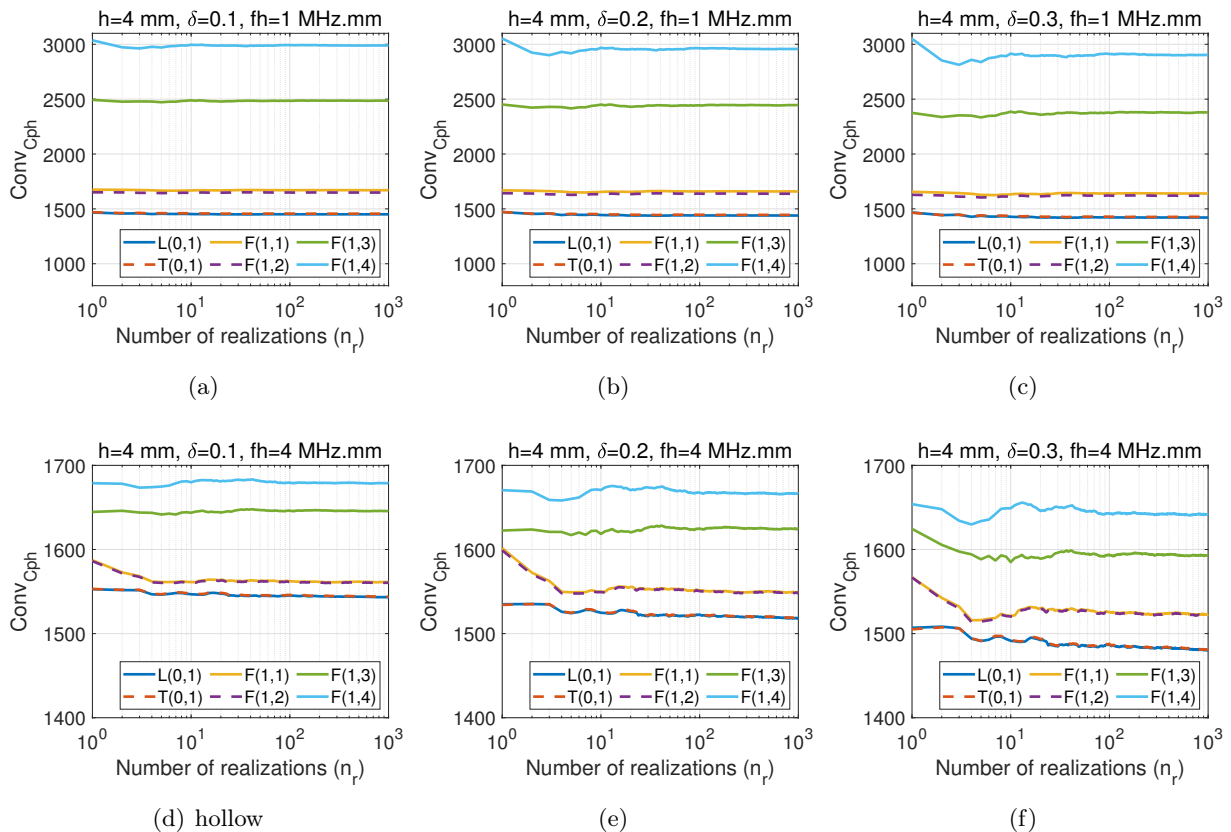 h=4 mm, δ=0.1, fh=1 MHz.mm
3000
2500
2000
1500
1000
Conv_Cph
L(0,1) F(1,1) F(1,3)
T(0,1) F(1,2) F(1,4)
10^0 10^1 10^2 10^3
Number of realizations (n_r)
(a)
h=4 mm, δ=0.2, fh=1 MHz.mm
3000
2500
2000
1500
1000
Conv_Cph
L(0,1) F(1,1) F(1,3)
T(0,1) F(1,2) F(1,4)
10^0 10^1 10^2 10^3
Number of realizations (n_r)
(b)
h=4 mm, δ=0.3, fh=1 MHz.mm
3000
2500
2000
1500
1000
Conv_Cph
L(0,1) F(1,1) F(1,3)
T(0,1) F(1,2) F(1,4)
10^0 10^1 10^2 10^3
Number of realizations (n_r)
(c)
h=4 mm, δ=0.1, fh=4 MHz.mm
1700
1600
1500
1400
Conv_Cph
L(0,1) F(1,1) F(1,3)
T(0,1) F(1,2) F(1,4)
10^0 10^1 10^2 10^3
Number of realizations (n_r)
(d) hollow
h=4 mm, δ=0.2, fh=4 MHz.mm
1700
1600
1500
1400
Conv_Cph
L(0,1) F(1,1) F(1,3)
T(0,1) F(1,2) F(1,4)
10^0 10^1 10^2 10^3
Number of realizations (n_r)
(e)
h=4 mm, δ=0.3, fh=4 MHz.mm
1700
1600
1500
1400
Conv_Cph
L(0,1) F(1,1) F(1,3)
T(0,1) F(1,2) F(1,4)
10^0 10^1 10^2 10^3
Number of realizations (n_r)
(f)